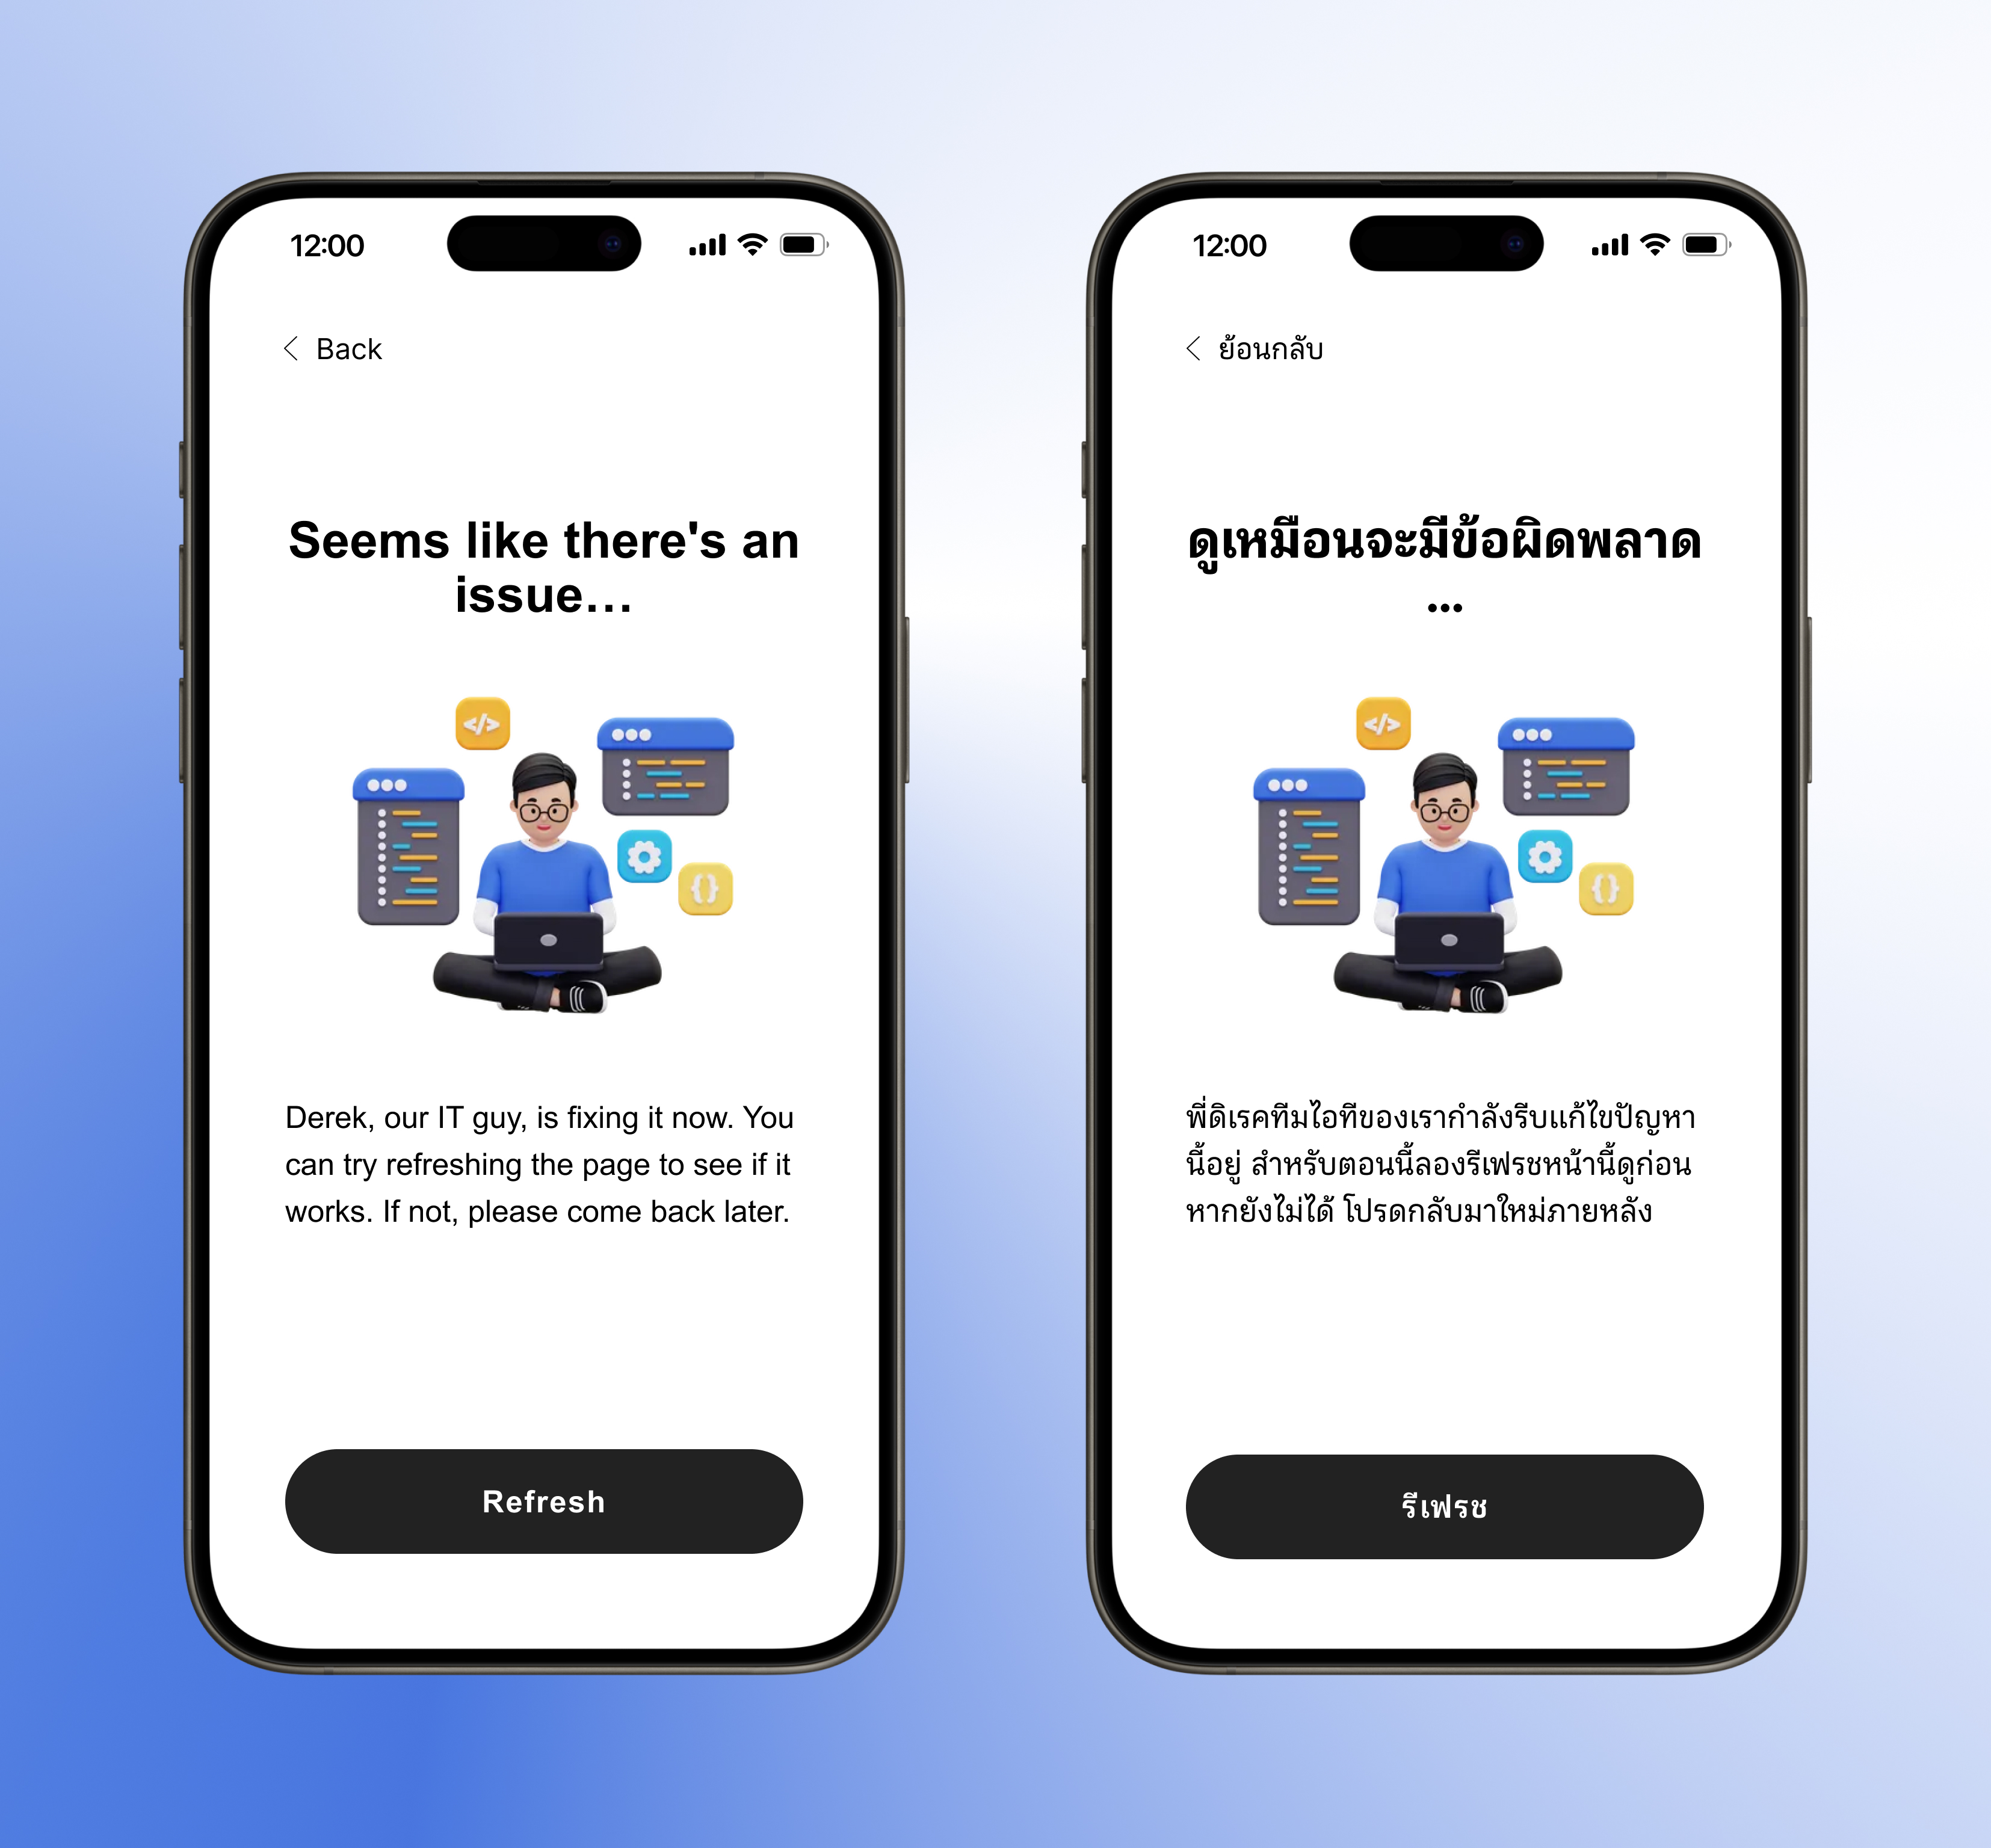 12:00
Back
Seems like there's an
issue...
</>
{}
Derek, our IT guy, is fixing it now. You
can try refreshing the page to see if it
works. If not, please come back later.
Refresh
12:00
ย้อนกลับ
ดูเหมือนจะมีข้อผิดพลาด
...
</>
{}
พี่ดิเรคทีมไอทีของเรากำลังรีบแก้ไขปัญหา
นี้อยู่ สำหรับตอนนี้ลองรีเฟรชหน้านี้ดูก่อน
หากยังไม่ได้ โปรดกลับมาใหม่ภายหลัง
รีเฟรช